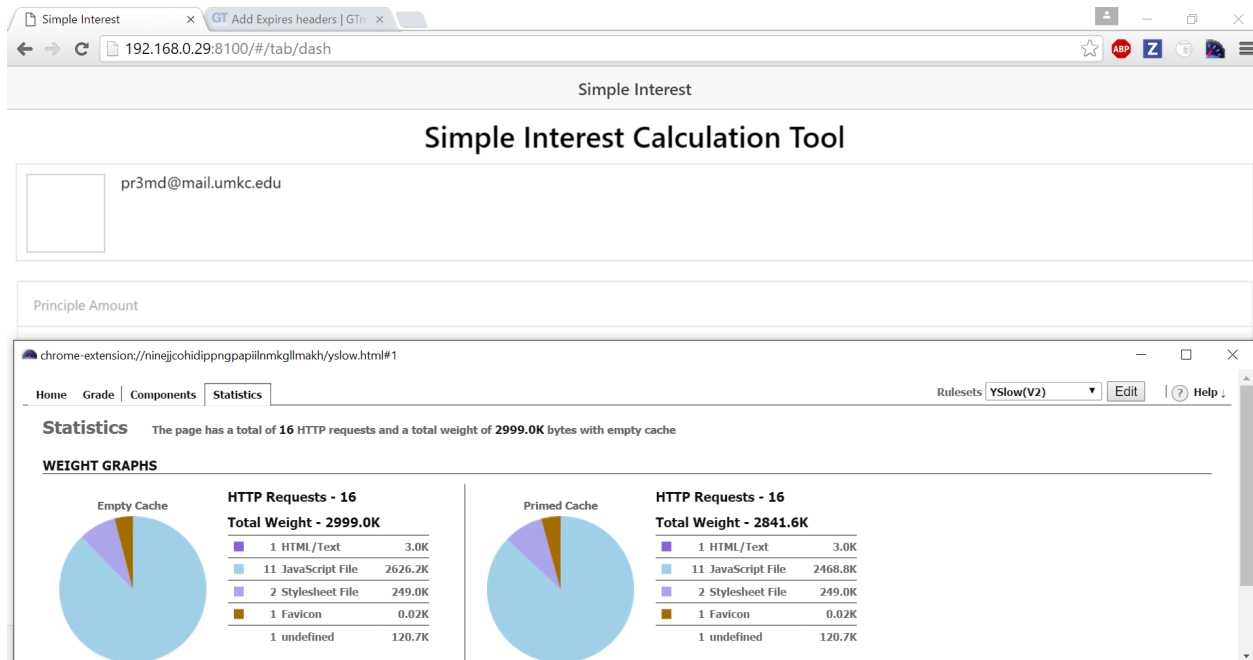 Simple Interest
GT Add Expires headers | GTm
192.168.0.29:8100/#/tab/dash
ABP
Z
Simple Interest
Simple Interest Calculation Tool
pr3md@mail.umkc.edu
Principle Amount
chrome-extension://ninejjcohidippngpapiilnmkgllmakh/yslow.html#1
Home Grade Components Statistics
Rulesets YSlow(V2) Edit ? Help ↓
Statistics The page has a total of 16 HTTP requests and a total weight of 2999.0K bytes with empty cache
WEIGHT GRAPHS
Empty Cache
HTTP Requests - 16
Total Weight - 2999.0K
1 HTML/Text 3.0K
11 JavaScript File 2626.2K
2 Stylesheet File 249.0K
1 Favicon 0.02K
1 undefined 120.7K
Primed Cache
HTTP Requests - 16
Total Weight - 2841.6K
1 HTML/Text 3.0K
11 JavaScript File 2468.8K
2 Stylesheet File 249.0K
1 Favicon 0.02K
1 undefined 120.7K